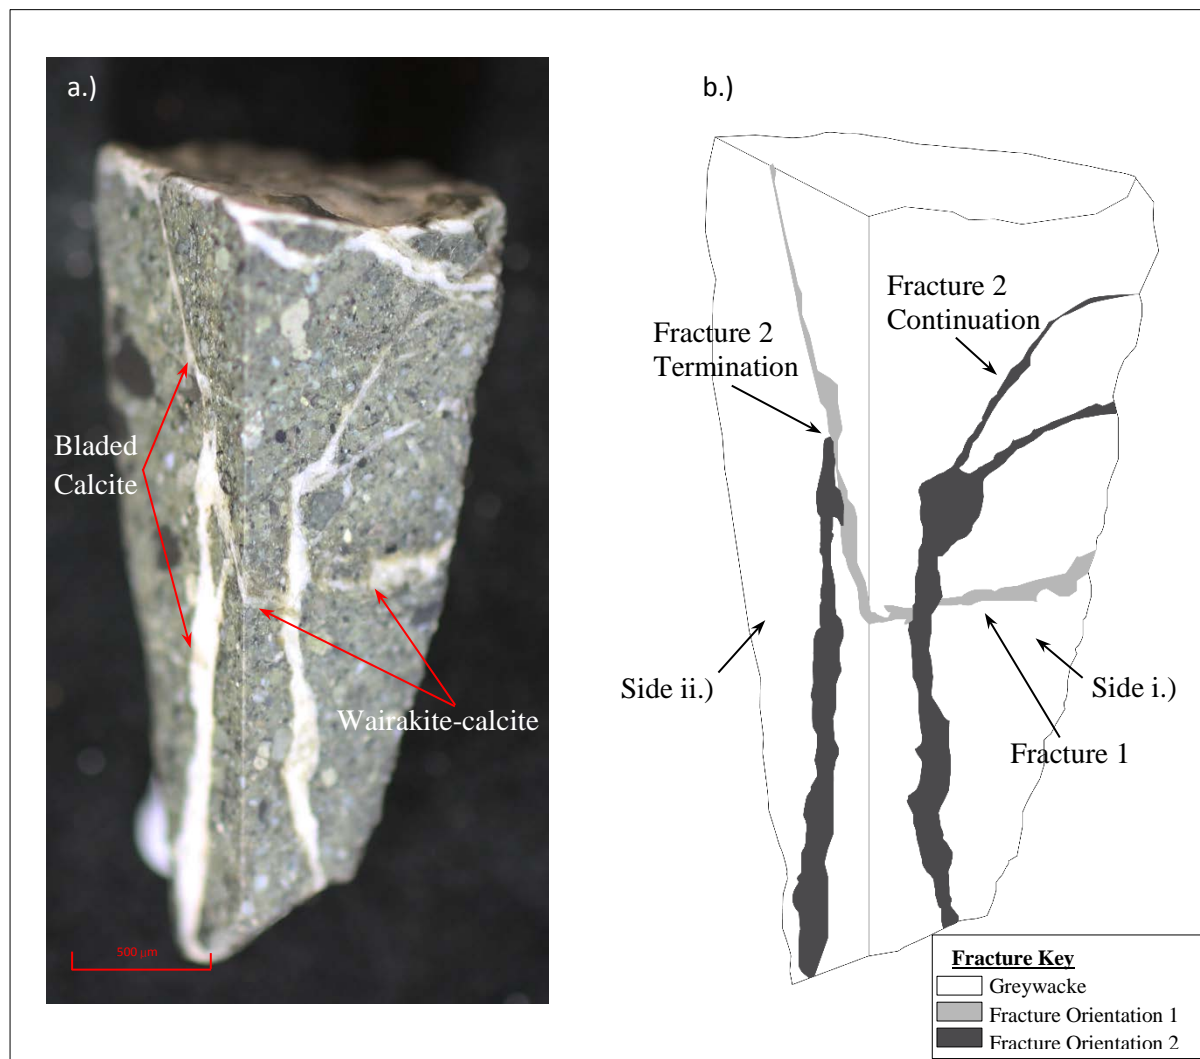 a.)
Bladed
Calcite
Wairakite-calcite
500 µm
b.)
Fracture 2
Continuation
Fracture 2
Termination
Side ii.)
Side i.)
Fracture 1
Fracture Key
Greywacke
Fracture Orientation 1
Fracture Orientation 2